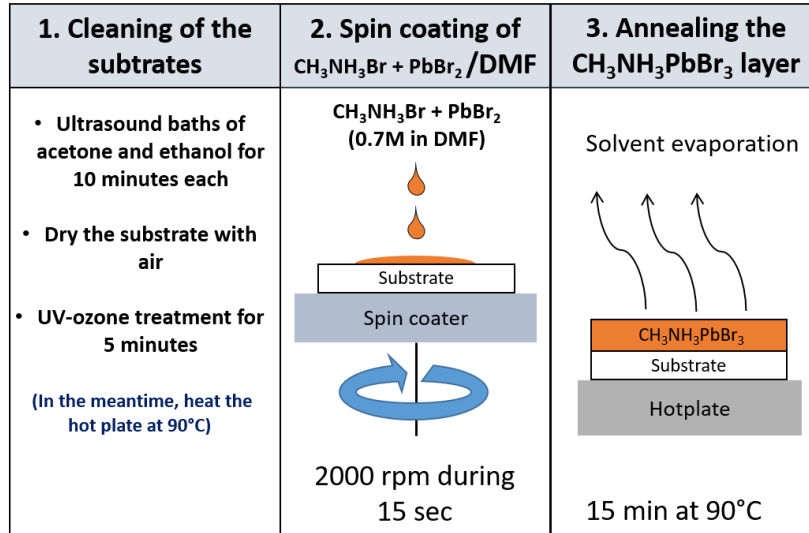 1. Cleaning of the
subtrates
• Ultrasound baths of
acetone and ethanol for
10 minutes each
• Dry the substrate with
air
• UV-ozone treatment for
5 minutes
(In the meantime, heat the
hot plate at 90°C)
2. Spin coating of
CH₃NH₃Br + PbBr₂ /DMF
CH₃NH₃Br + PbBr₂
(0.7M in DMF)
Substrate
Spin coater
2000 rpm during
15 sec
3. Annealing the
CH₃NH₃PbBr₃ layer
Solvent evaporation
CH₃NH₃PbBr₃
Substrate
Hotplate
15 min at 90°C